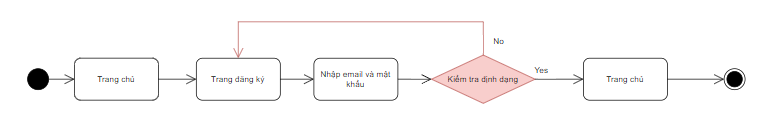 No
Trang chủ
Trang đăng ký
Nhập email và mật
khẩu
Kiểm tra định dạng
Yes
Trang chủ